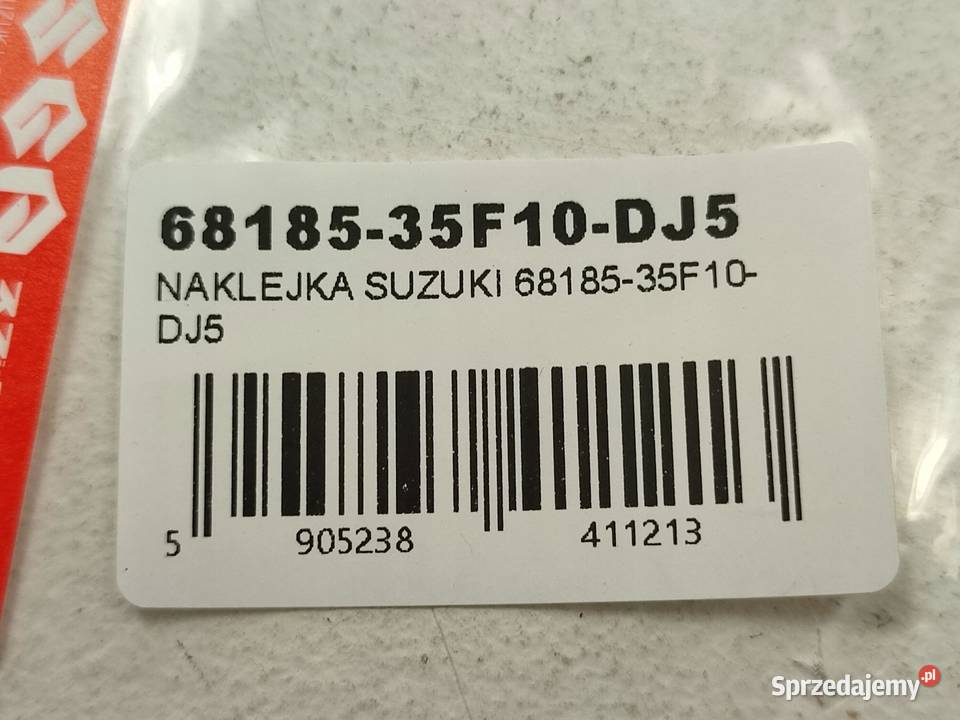 68185-35F10-DJ5
NAKLEJKA SUZUKI 68185-35F10-
DJ5
5 905238 411213
Sprzedajemy.pl